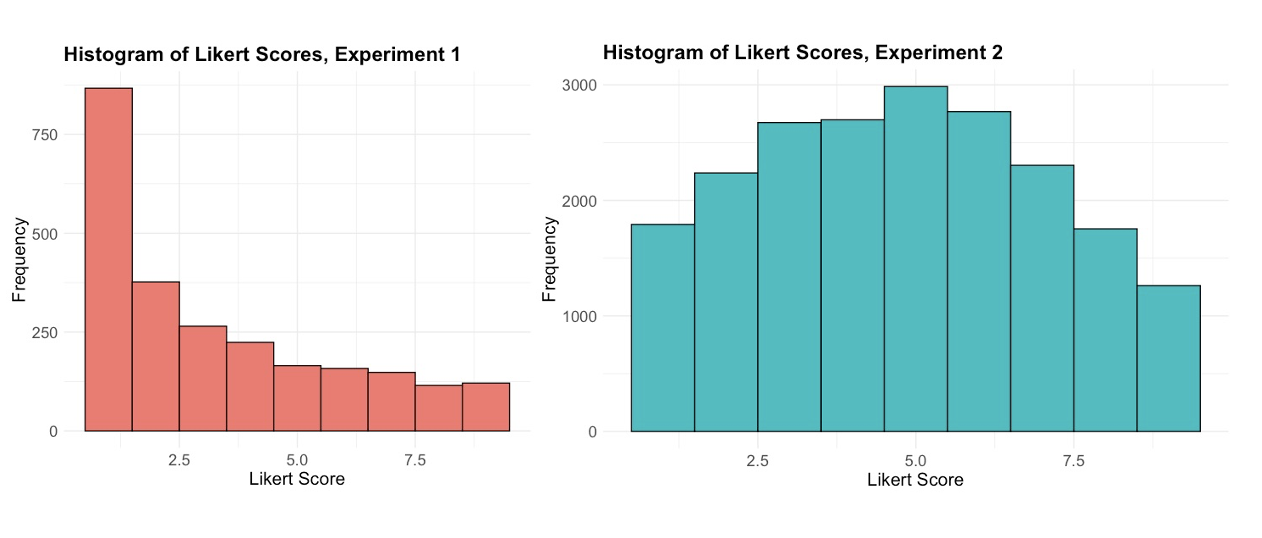 Histogram of Likert Scores, Experiment 1
750
500
250
0
Frequency
2.5
5.0
7.5
Likert Score
Histogram of Likert Scores, Experiment 2
3000
2000
1000
0
Frequency
2.5
5.0
7.5
Likert Score